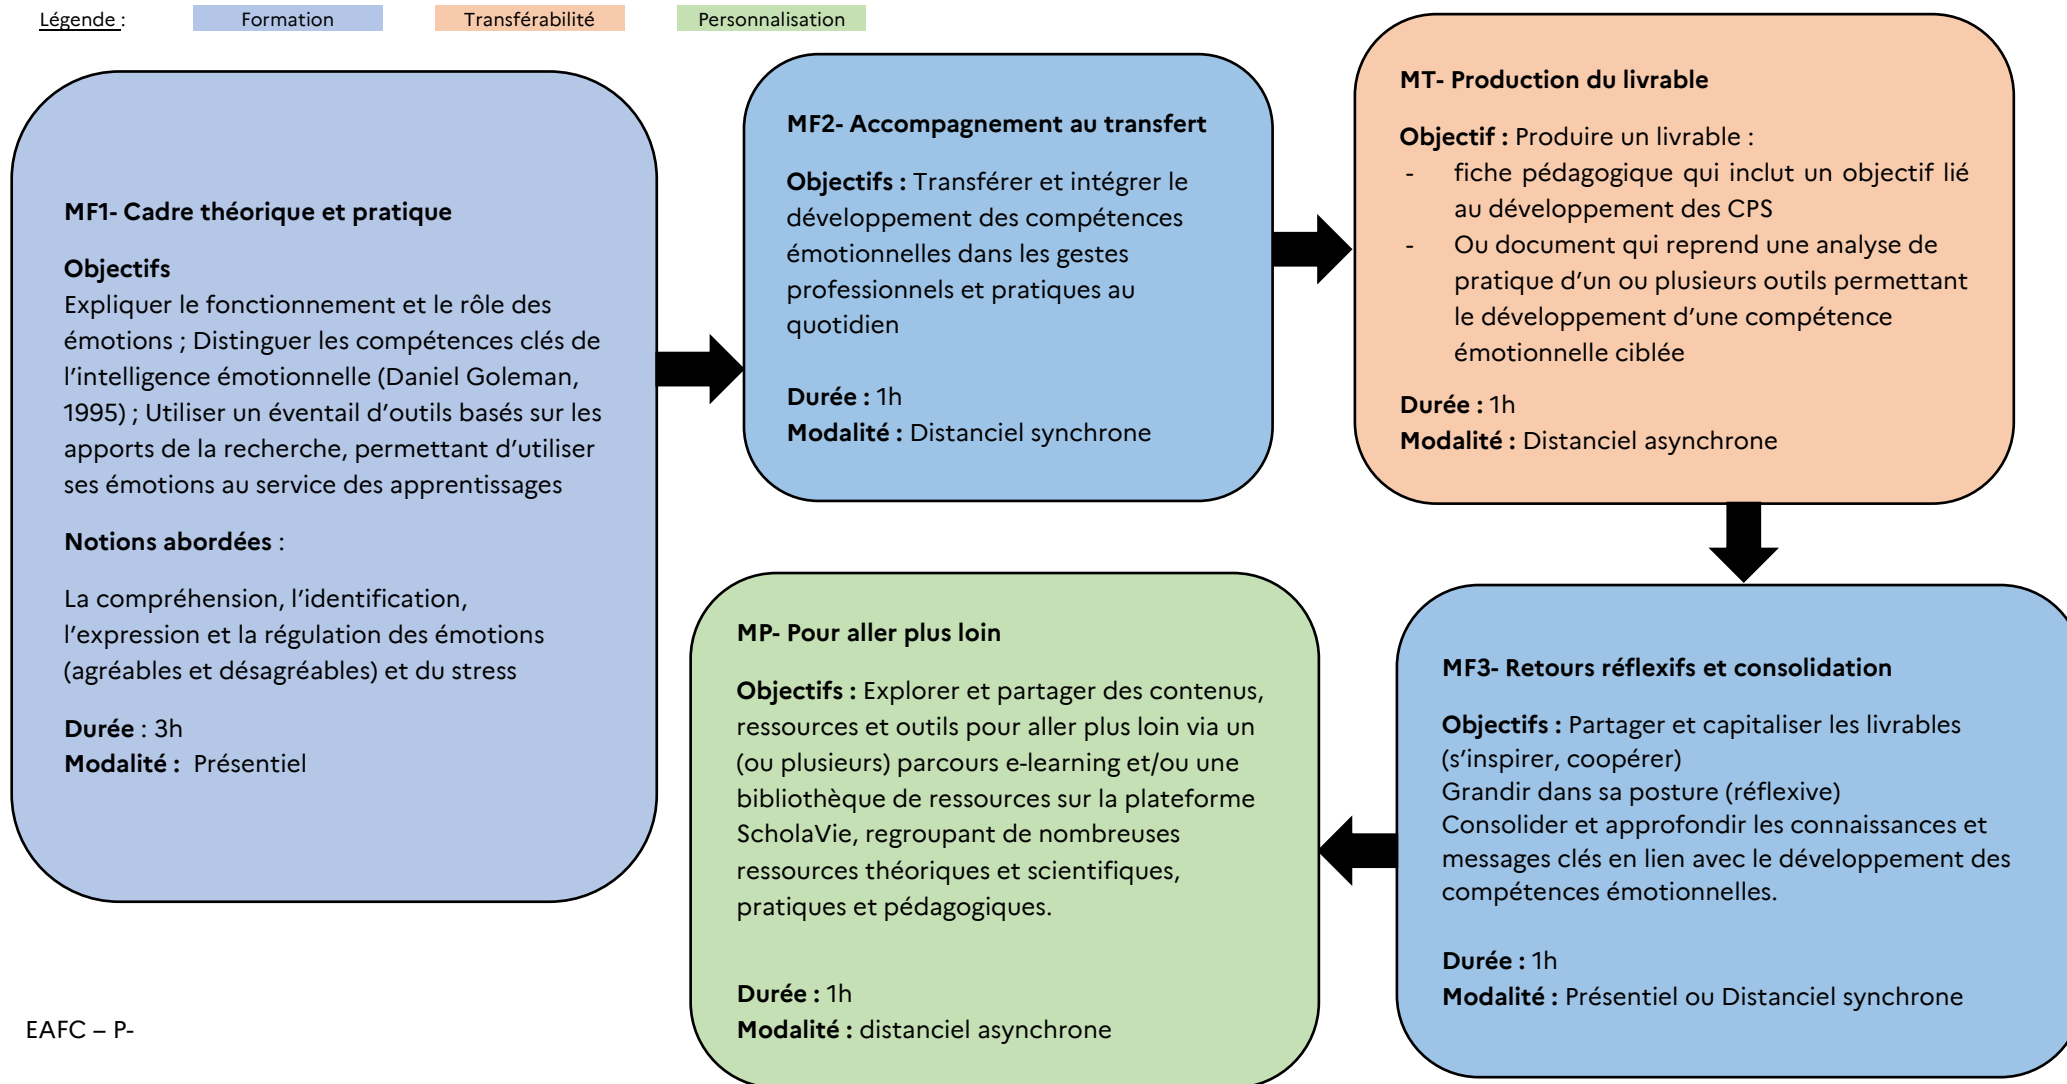 Légende :
Formation
Transférabilité
Personnalisation
MF1- Cadre théorique et pratique
Objectifs
Expliquer le fonctionnement et le rôle des
émotions ; Distinguer les compétences clés de
l’intelligence émotionnelle (Daniel Goleman,
1995) ; Utiliser un éventail d’outils basés sur les
apports de la recherche, permettant d’utiliser
ses émotions au service des apprentissages
Notions abordées :
La compréhension, l’identification,
l’expression et la régulation des émotions
(agréables et désagréables) et du stress
Durée : 3h
Modalité : Présentiel
MF2- Accompagnement au transfert
Objectifs : Transférer et intégrer le
développement des compétences
émotionnelles dans les gestes
professionnels et pratiques au
quotidien
Durée : 1h
Modalité : Distanciel synchrone
MT- Production du livrable
Objectif : Produire un livrable :
- fiche pédagogique qui inclut un objectif lié
au développement des CPS
- Ou document qui reprend une analyse de
pratique d’un ou plusieurs outils permettant
le développement d’une compétence
émotionnelle ciblée
Durée : 1h
Modalité : Distanciel asynchrone
MF3- Retours réflexifs et consolidation
Objectifs : Partager et capitaliser les livrables
(s’inspirer, coopérer)
Grandir dans sa posture (réflexive)
Consolider et approfondir les connaissances et
messages clés en lien avec le développement des
compétences émotionnelles.
Durée : 1h
Modalité : Présentiel ou Distanciel synchrone
MP- Pour aller plus loin
Objectifs : Explorer et partager des contenus,
ressources et outils pour aller plus loin via un
(ou plusieurs) parcours e-learning et/ou une
bibliothèque de ressources sur la plateforme
ScholaVie, regroupant de nombreuses
ressources théoriques et scientifiques,
pratiques et pédagogiques.
Durée : 1h
Modalité : distanciel asynchrone
EAFC – P-